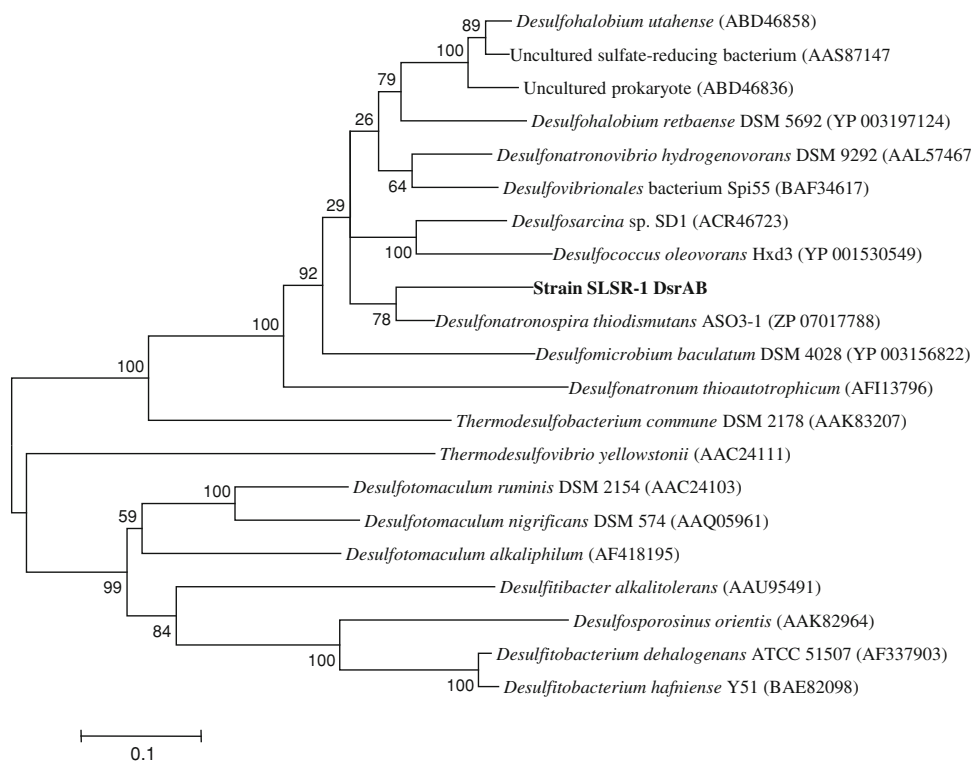 89
Desulfohalobium utahense (ABD46858)
100
Uncultured sulfate-reducing bacterium (AAS87147
79
Uncultured prokaryote (ABD46836)
26
Desulfohalobium retbaense DSM 5692 (YP 003197124)
Desulfonatronovibrio hydrogenovorans DSM 9292 (AAL57467
64
Desulfovibrionales bacterium Spi55 (BAF34617)
29
Desulfosarcina sp. SD1 (ACR46723)
100
Desulfococcus oleovorans Hxd3 (YP 001530549)
92
Strain SLSR-1 DsrAB
78
Desulfonatronospira thiodismutans ASO3-1 (ZP 07017788)
100
Desulfomicrobium baculatum DSM 4028 (YP 003156822)
100
Desulfonatronum thioautotrophicum (AFI13796)
Thermodesulfobacterium commune DSM 2178 (AAK83207)
Thermodesulfovibrio yellowstonii (AAC24111)
100
Desulfotomaculum ruminis DSM 2154 (AAC24103)
59
Desulfotomaculum nigrificans DSM 574 (AAQ05961)
Desulfotomaculum alkaliphilum (AF418195)
99
Desulfitibacter alkalitolerans (AAU95491)
84
Desulfosporosinus orientis (AAK82964)
100
Desulfitobacterium dehalogenans ATCC 51507 (AF337903)
100
Desulfitobacterium hafniense Y51 (BAE82098)
0.1